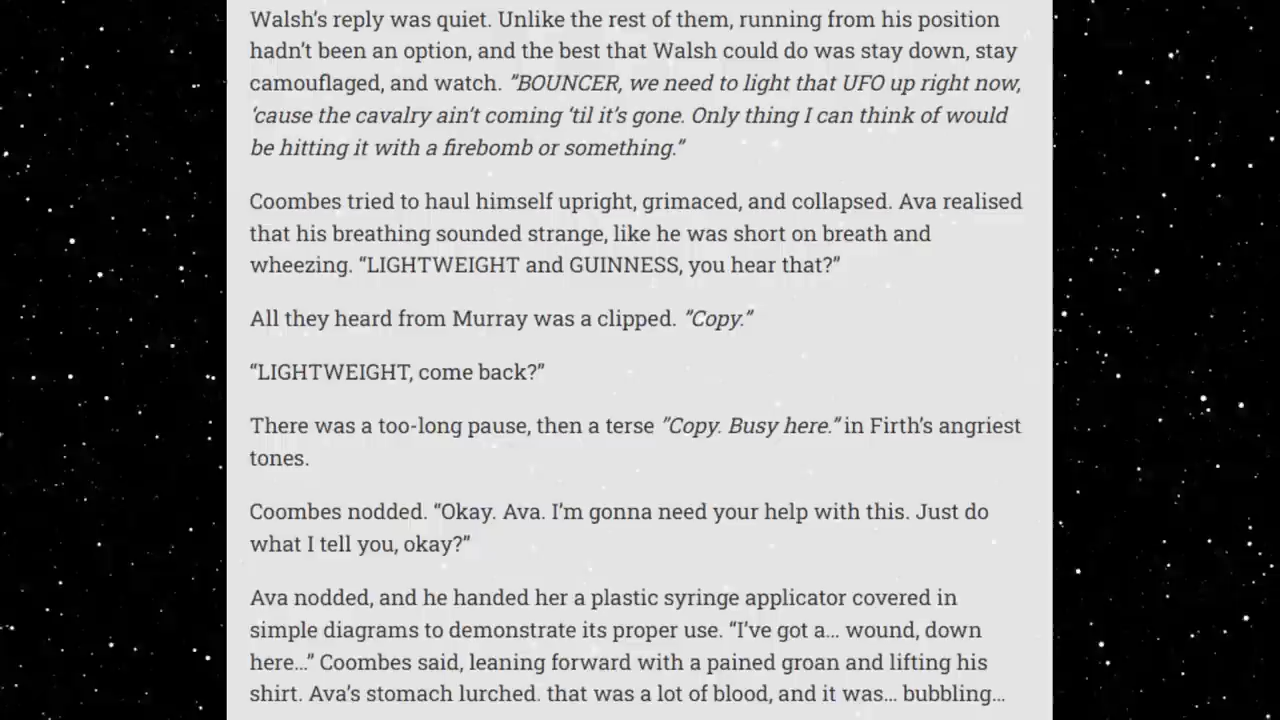 Walsh’s reply was quiet. Unlike the rest of them, running from his position
hadn’t been an option, and the best that Walsh could do was stay down, stay
camouflaged, and watch. ”BOUNCER, we need to light that UFO up right now,
‘cause the cavalry ain’t coming ‘til it’s gone. Only thing I can think of would
be hitting it with a firebomb or something.”
Coombes tried to haul himself upright, grimaced, and collapsed. Ava realised
that his breathing sounded strange, like he was short on breath and
wheezing. “LIGHTWEIGHT and GUINNESS, you hear that?”
All they heard from Murray was a clipped. ”Copy.”
“LIGHTWEIGHT, come back?”
There was a too-long pause, then a terse ”Copy. Busy here.” in Firth’s angriest
tones.
Coombes nodded. “Okay. Ava. I’m gonna need your help with this. Just do
what I tell you, okay?”
Ava nodded, and he handed her a plastic syringe applicator covered in
simple diagrams to demonstrate its proper use. “I’ve got a… wound, down
here…” Coombes said, leaning forward with a pained groan and lifting his
shirt. Ava’s stomach lurched. that was a lot of blood, and it was… bubbling…